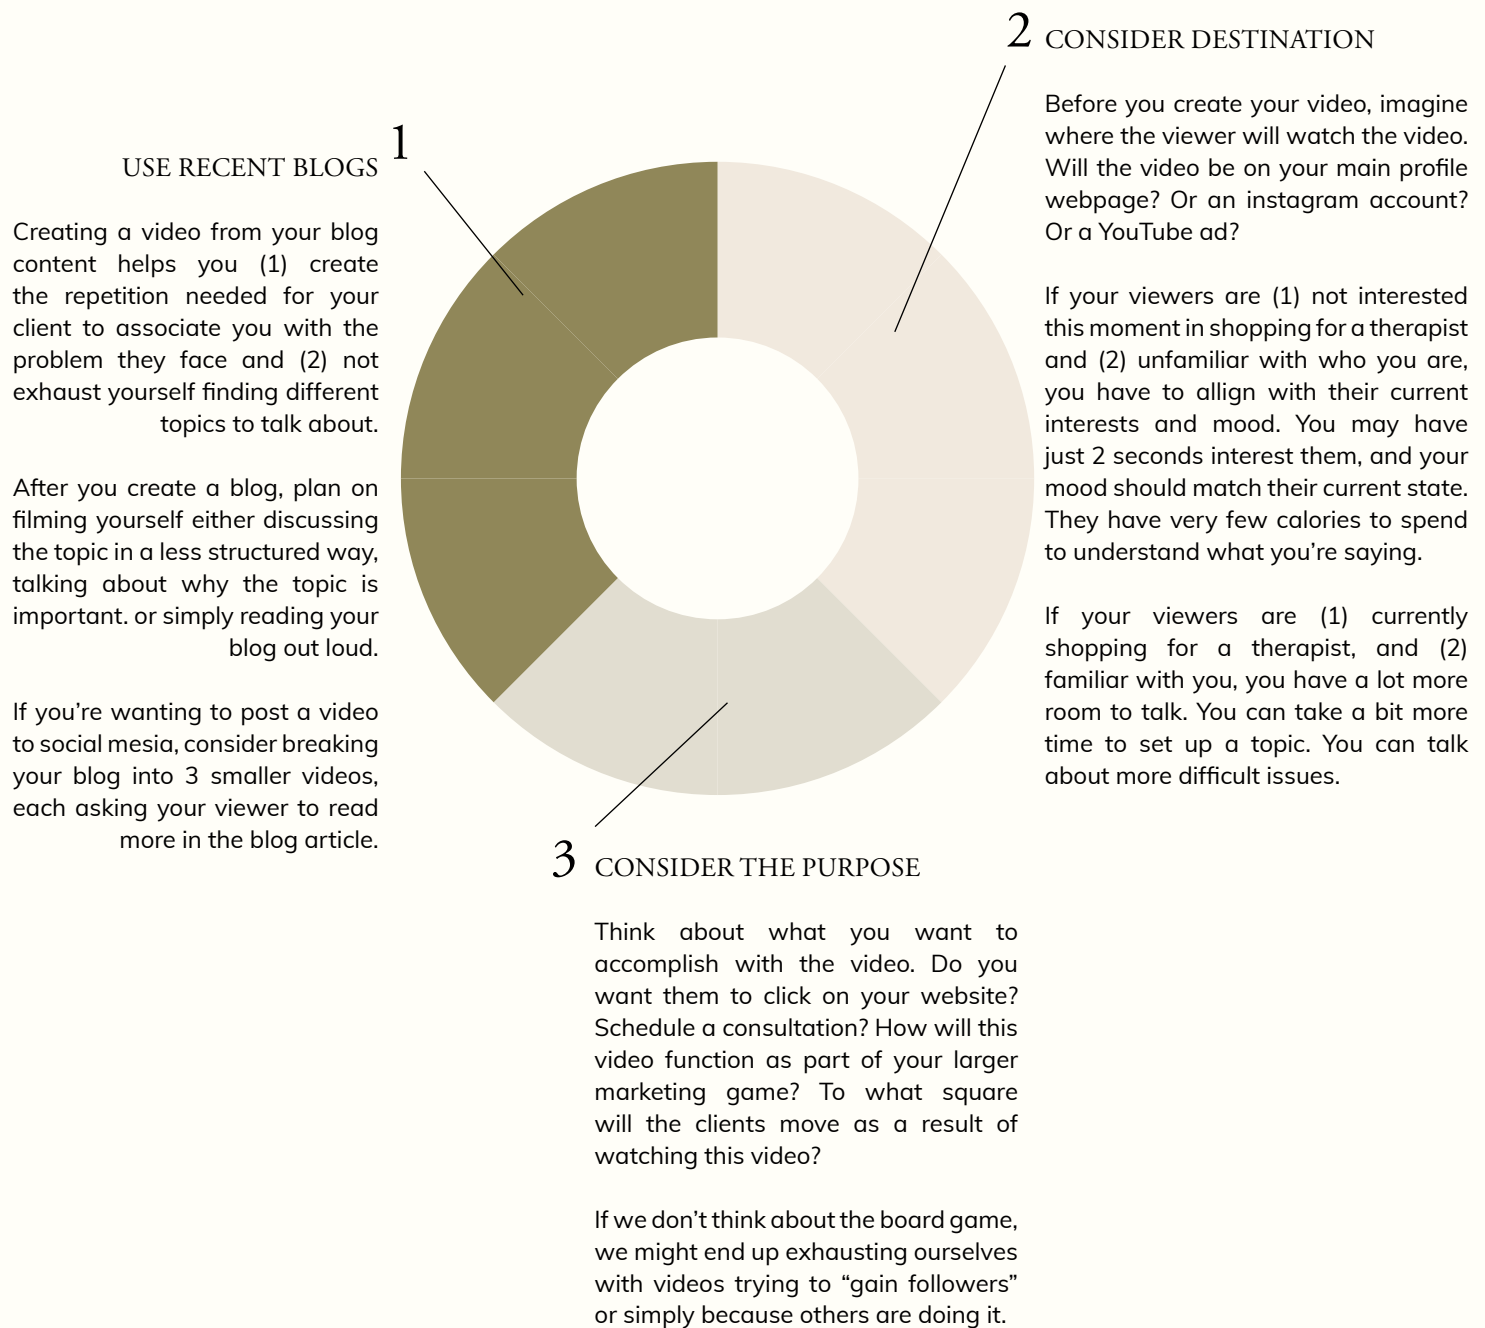 1
USE RECENT BLOGS
Creating a video from your blog
content helps you (1) create
the repetition needed for your
client to associate you with the
problem they face and (2) not
exhaust yourself finding different
topics to talk about.
After you create a blog, plan on
filming yourself either discussing
the topic in a less structured way,
talking about why the topic is
important. or simply reading your
blog out loud.
If you’re wanting to post a video
to social mesia, consider breaking
your blog into 3 smaller videos,
each asking your viewer to read
more in the blog article.
2 CONSIDER DESTINATION
Before you create your video, imagine
where the viewer will watch the video.
Will the video be on your main profile
webpage? Or an instagram account?
Or a YouTube ad?
If your viewers are (1) not interested
this moment in shopping for a therapist
and (2) unfamiliar with who you are,
you have to allign with their current
interests and mood. You may have
just 2 seconds interest them, and your
mood should match their current state.
They have very few calories to spend
to understand what you’re saying.
If your viewers are (1) currently
shopping for a therapist, and (2)
familiar with you, you have a lot more
room to talk. You can take a bit more
time to set up a topic. You can talk
about more difficult issues.
3 CONSIDER THE PURPOSE
Think about what you want to
accomplish with the video. Do you
want them to click on your website?
Schedule a consultation? How will this
video function as part of your larger
marketing game? To what square
will the clients move as a result of
watching this video?
If we don’t think about the board game,
we might end up exhausting ourselves
with videos trying to “gain followers”
or simply because others are doing it.